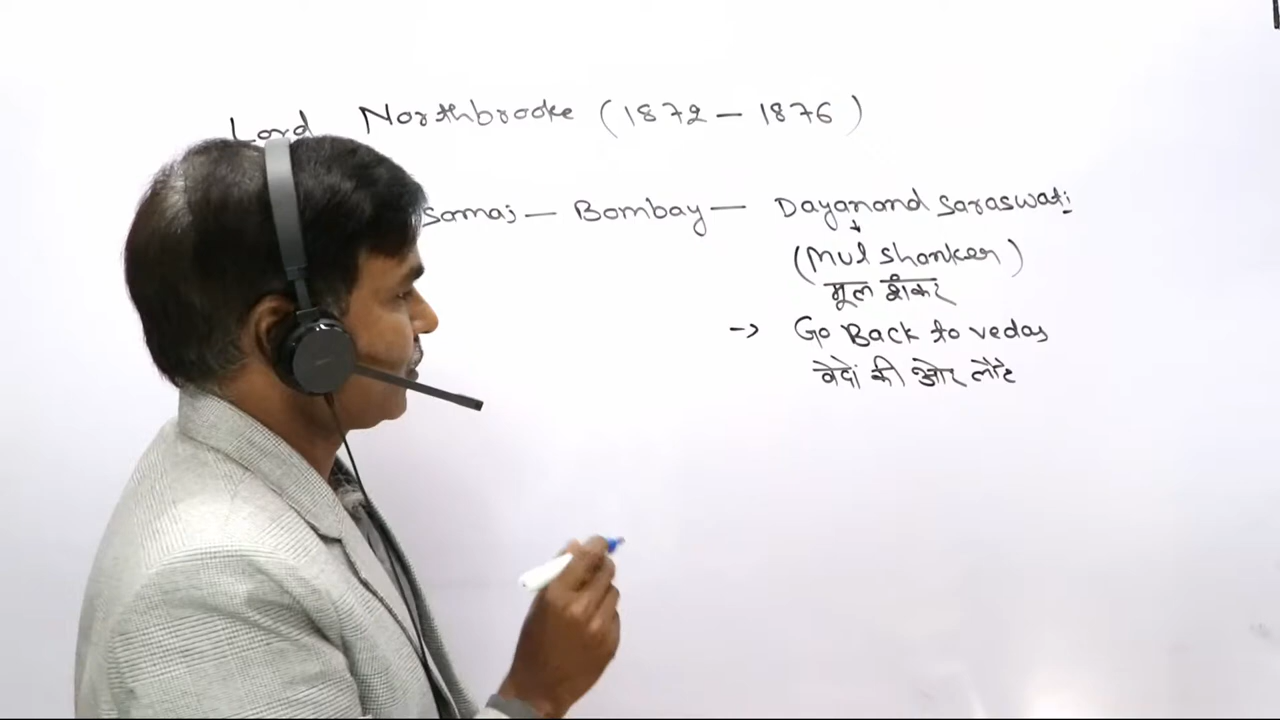 Lord Northbrooke (1872 – 1876)
Samaj – Bombay – Dayanand Saraswati
(Mul Shanker)
मूल शंकर
-> Go Back to vedas
वेदों की ओर लौटे